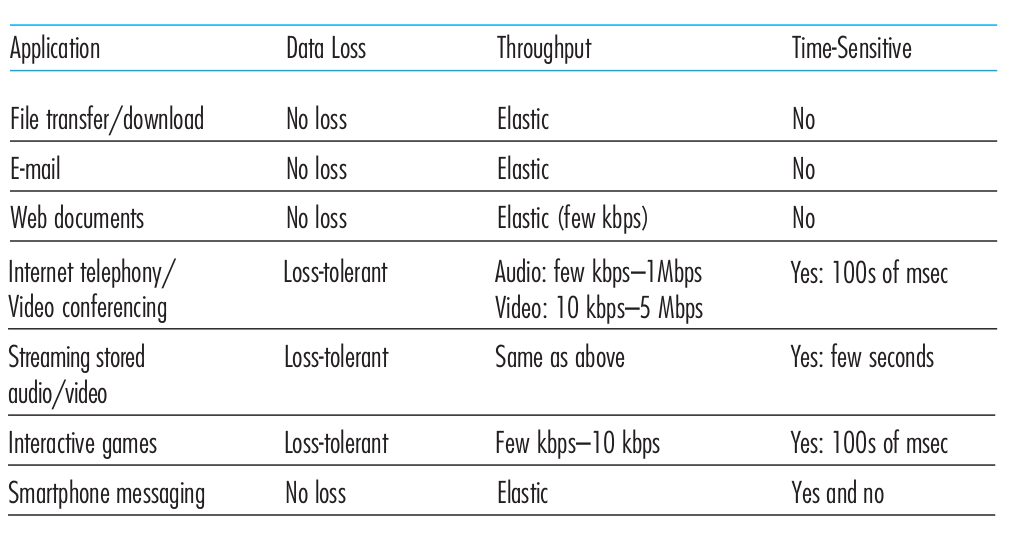 Application Data Loss Throughput Time-Sensitive
File transfer/download No loss Elastic No
E-mail No loss Elastic No
Web documents No loss Elastic (few kbps) No
Internet telephony/ Loss-tolerant Audio: few kbps–1Mbps Yes: 100s of msec
Video conferencing Video: 10 kbps–5 Mbps
Streaming stored Loss-tolerant Same as above Yes: few seconds
audio/video
Interactive games Loss-tolerant Few kbps–10 kbps Yes: 100s of msec
Smartphone messaging No loss Elastic Yes and no